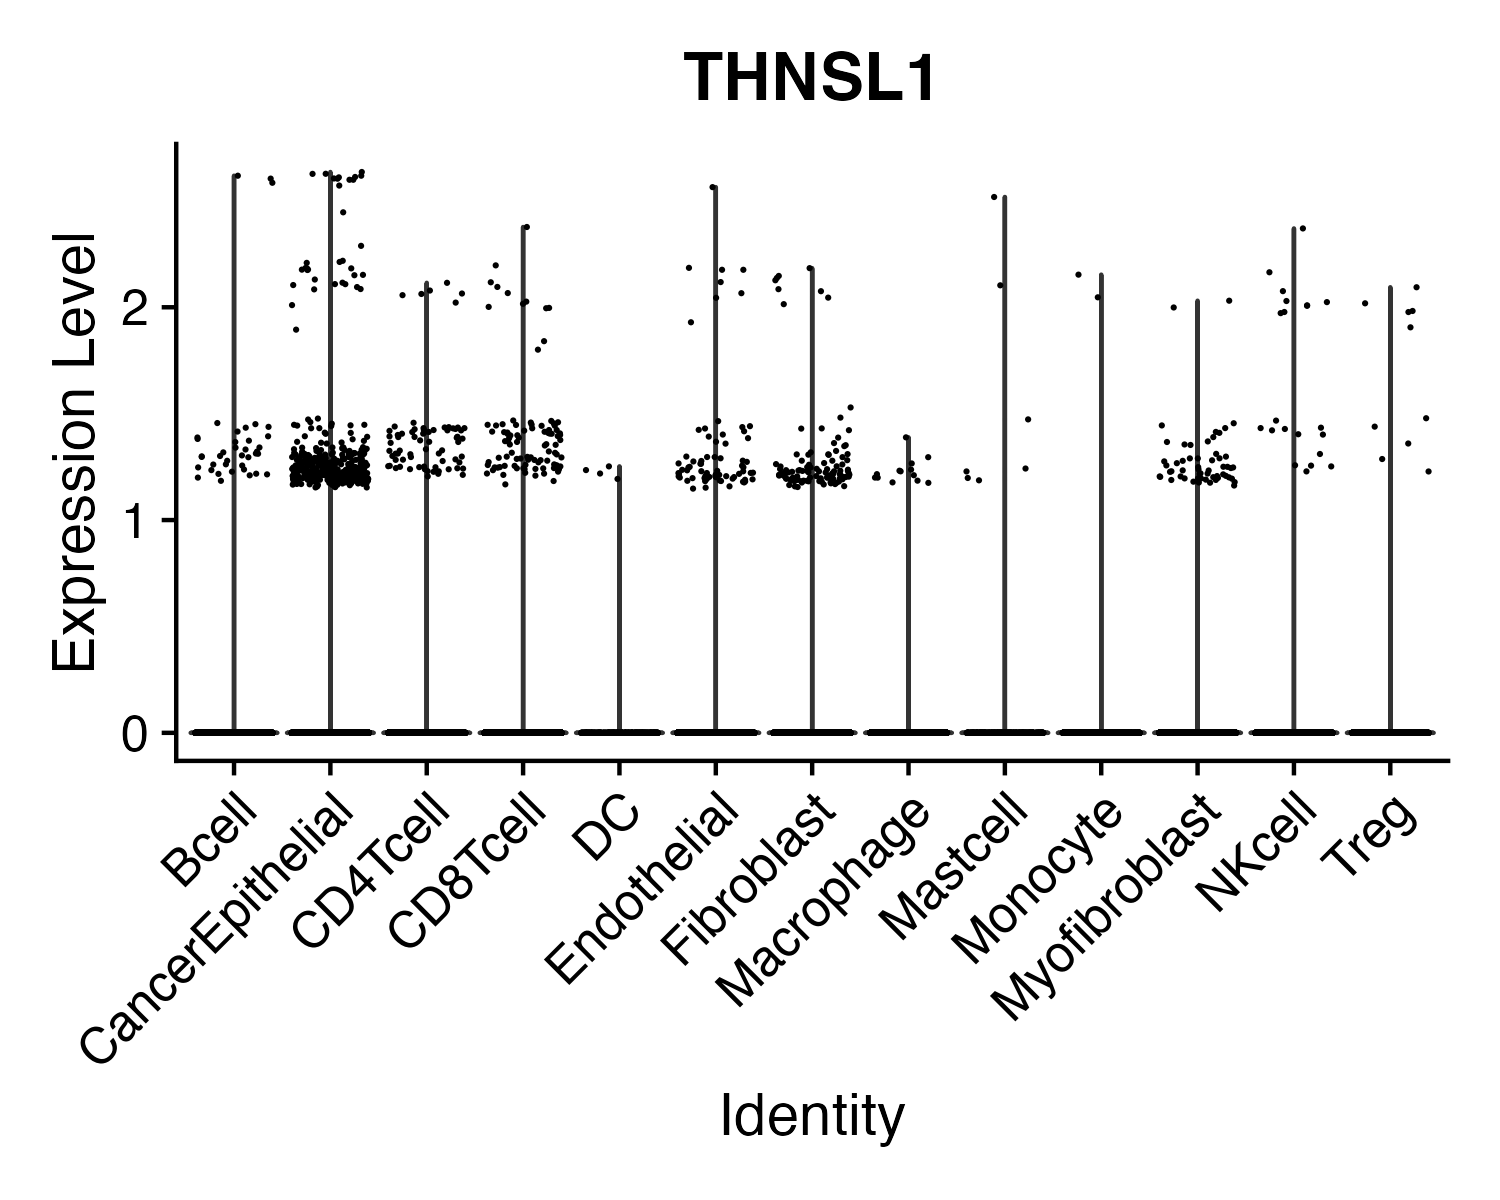 THNSL1
Expression Level
2
1
0
Bcell
CancerEpithelial
CD4Tcell
CD8Tcell
DC
Endothelial
Fibroblast
Macrophage
Mastcell
Monocyte
Myofibroblast
NKcell
Treg
Identity